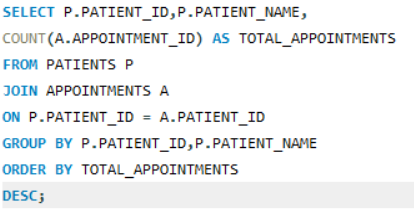 SELECT P.PATIENT_ID,P.PATIENT_NAME,
COUNT(A.APPOINTMENT_ID) AS TOTAL_APPOINTMENTS
FROM PATIENTS P
JOIN APPOINTMENTS A
ON P.PATIENT_ID = A.PATIENT_ID
GROUP BY P.PATIENT_ID,P.PATIENT_NAME
ORDER BY TOTAL_APPOINTMENTS
DESC;